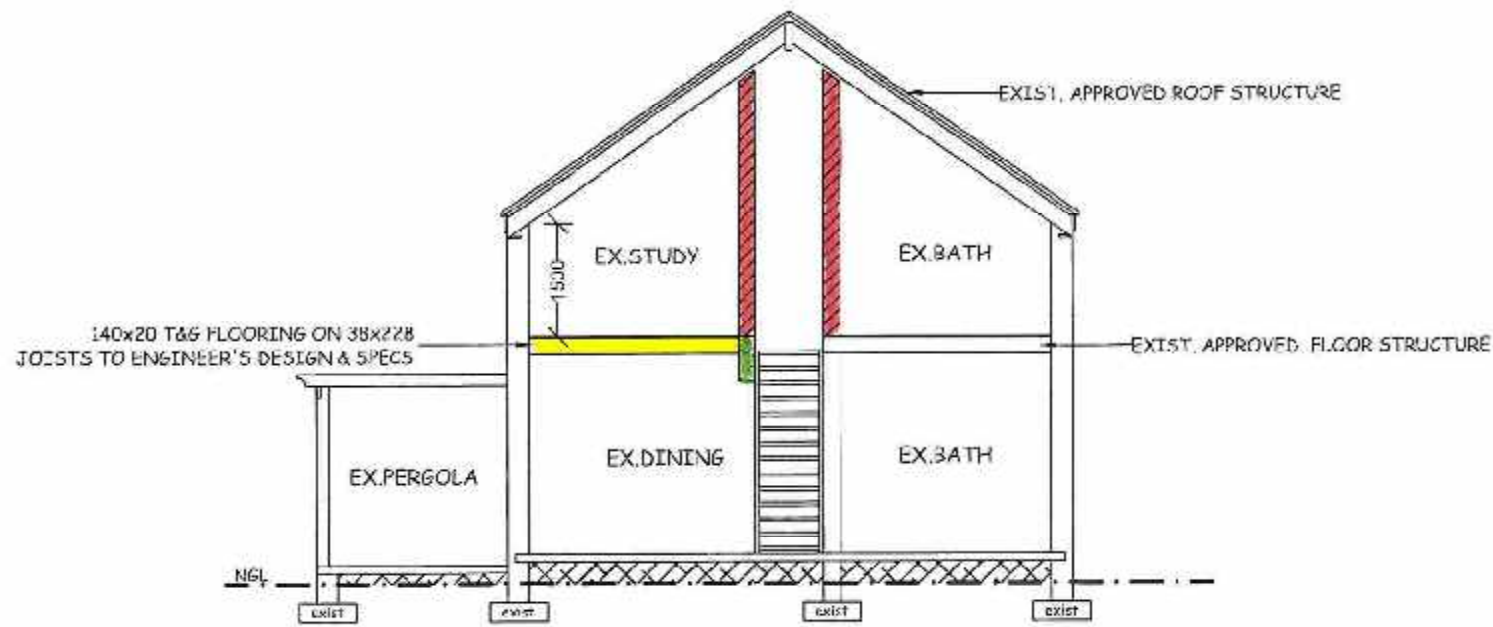 EXIST. APPROVED ROOF STRUCTURE
EX.STUDY
EX.BATH
1500
140x20 T&G FLOORING ON 38x228
JOISTS TO ENGINEER'S DESIGN & SPECS
EXIST. APPROVED FLOOR STRUCTURE
EX.PERGOLA
EX.DINING
EX.BATH
NGL
exist
exist
exist
exist